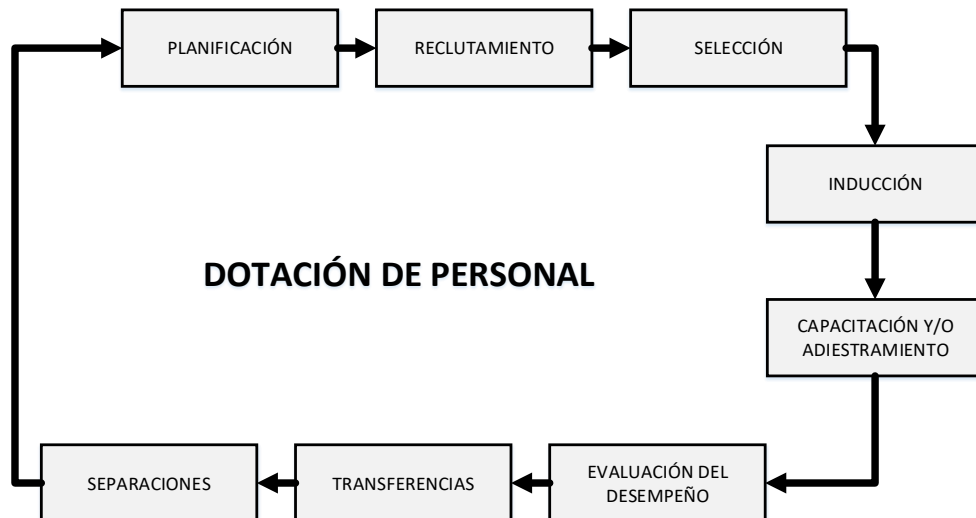 PLANIFICACIÓN
RECLUTAMIENTO
SELECCIÓN
INDUCCIÓN
DOTACIÓN DE PERSONAL
CAPACITACIÓN Y/O
ADIESTRAMIENTO
SEPARACIONES
TRANSFERENCIAS
EVALUACIÓN DEL
DESEMPEÑO